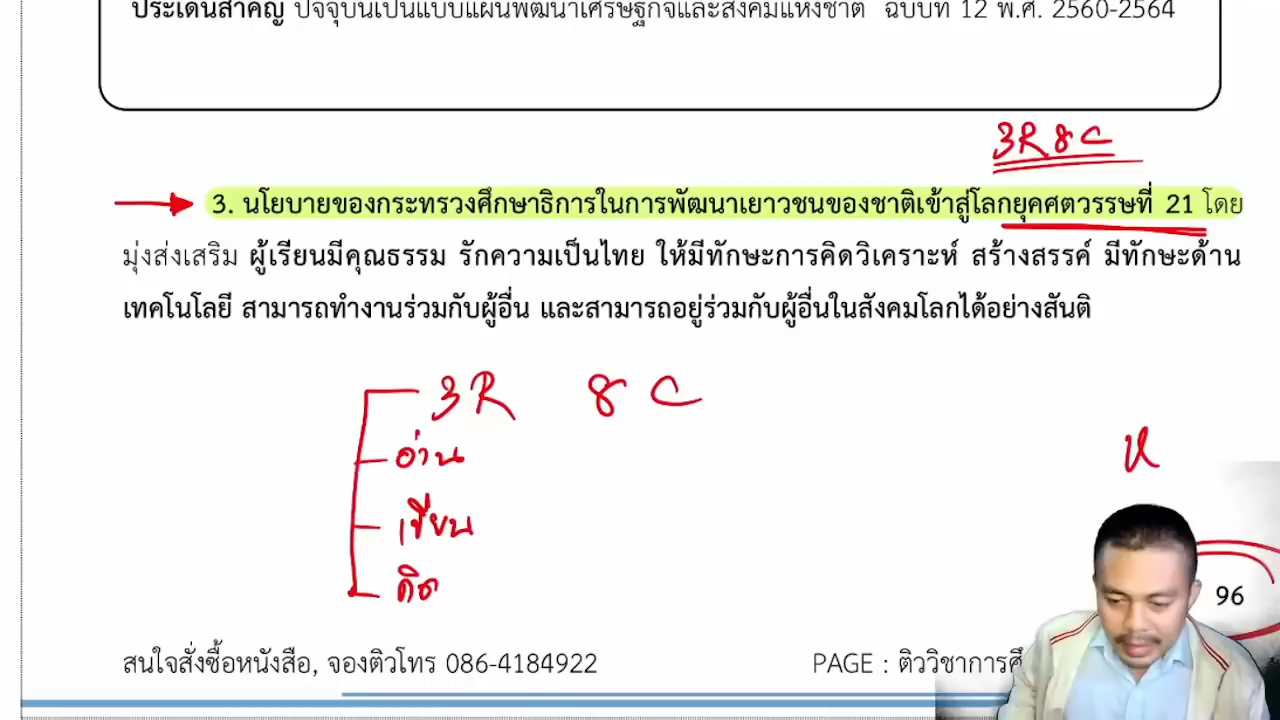 ประเด็นสำคัญ ปัจจุบันเป็นแบบแผนพัฒนาเศรษฐกิจและสังคมแห่งชาติ ฉบับที่ 12 พ.ศ. 2560-2564
3R 8C
3. นโยบายของกระทรวงศึกษาธิการในการพัฒนาเยาวชนของชาติเข้าสู่โลกยุคศตวรรษที่ 21 โดย
มุ่งส่งเสริม ผู้เรียนมีคุณธรรม รักความเป็นไทย ให้มีทักษะการคิดวิเคราะห์ สร้างสรรค์ มีทักษะด้าน
เทคโนโลยี สามารถทำงานร่วมกับผู้อื่น และสามารถอยู่ร่วมกับผู้อื่นในสังคมโลกได้อย่างสันติ
3R 8C
อ่าน
เขียน
คิด
96
สนใจสั่งซื้อหนังสือ, จองติวโทร 086-4184922
PAGE : ติววิชาการ